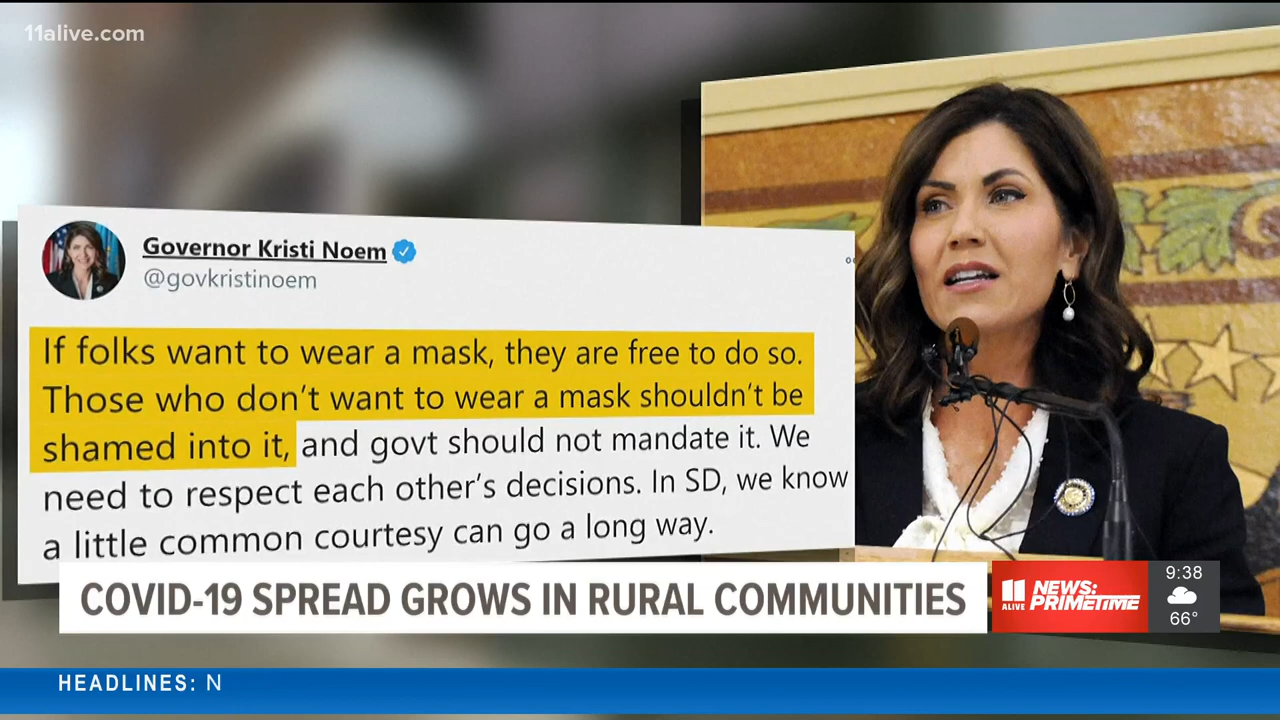 11alive.com
Governor Kristi Noem
@govkristinoem
If folks want to wear a mask, they are free to do so.
Those who don't want to wear a mask shouldn't be
shamed into it, and govt should not mandate it. We
need to respect each other's decisions. In SD, we know
a little common courtesy can go a long way.
COVID-19 SPREAD GROWS IN RURAL COMMUNITIES
11
ALIVE
NEWS:
PRIMETIME
9:38
66°
HEADLINES: N